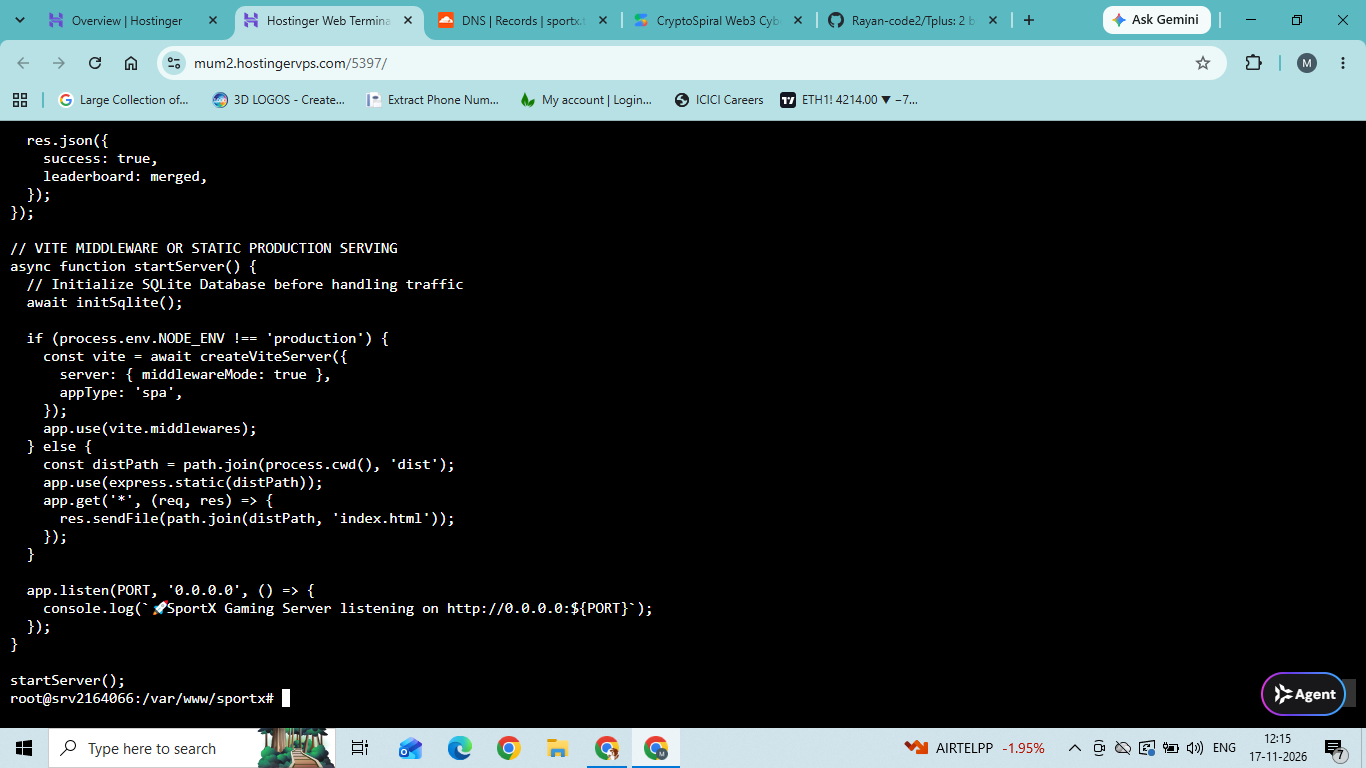 Overview | Hostinger
Hostinger Web Termina
DNS | Records | sportx.
CryptoSpiral Web3 Cyb
Rayan-code2/Tplus: 2 b
Ask Gemini
mum2.hostingervps.com/5397/
M
Large Collection of...
3D LOGOS - Create...
Extract Phone Num...
My account | Login...
ICICI Careers
ETH1! 4214.00 ▼ −7...
  res.json({
    success: true,
    leaderboard: merged,
  });
});

// VITE MIDDLEWARE OR STATIC PRODUCTION SERVING
async function startServer() {
  // Initialize SQLite Database before handling traffic
  await initSqlite();

  if (process.env.NODE_ENV !== 'production') {
    const vite = await createViteServer({
      server: { middlewareMode: true },
      appType: 'spa',
    });
    app.use(vite.middlewares);
  } else {
    const distPath = path.join(process.cwd(), 'dist');
    app.use(express.static(distPath));
    app.get('*', (req, res) => {
      res.sendFile(path.join(distPath, 'index.html'));
    });
  }

  app.listen(PORT, '0.0.0.0', () => {
    console.log(`🚀SportX Gaming Server listening on http://0.0.0.0:${PORT}`);
  });
}

startServer();
root@srv2164066:/var/www/sportx#
Agent
Type here to search
AIRTELPP -1.95%
ENG
12:15
17-11-2026
7